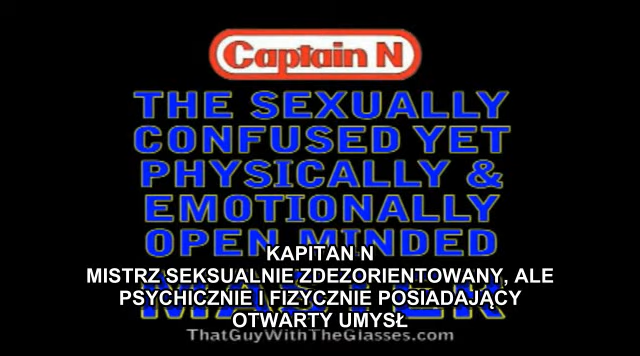 Captain N
THE SEXUALLY
CONFUSED YET
PHYSICALLY &
EMOTIONALLY
OPEN MINDED
MASTER
KAPITAN N
MISTRZ SEKSUALNIE ZDEZORIENTOWANY, ALE
PSYCHICZNIE I FIZYCZNIE POSIADAJĄCY
OTWARTY UMYSŁ
ThatGuyWithTheGlasses.com